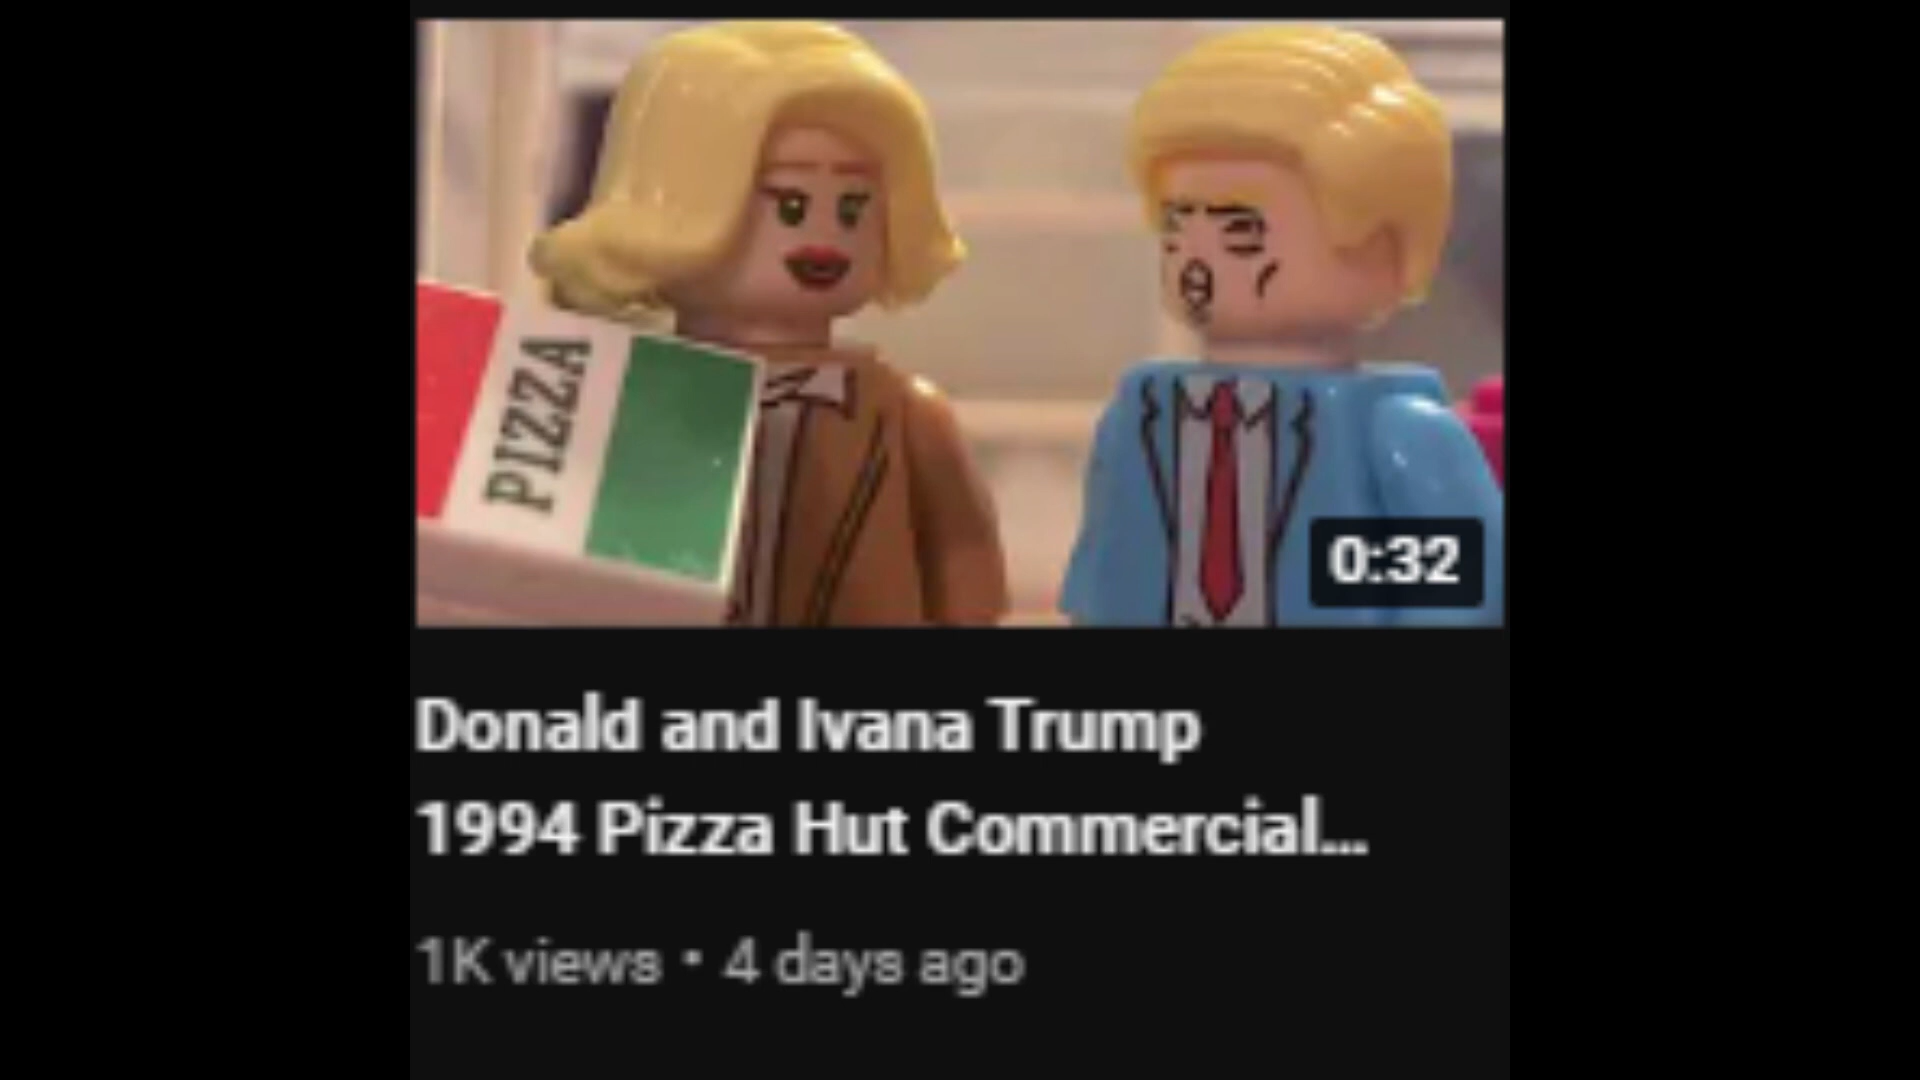 PIZZA
0:32
Donald and Ivana Trump
1994 Pizza Hut Commercial...
1K views • 4 days ago